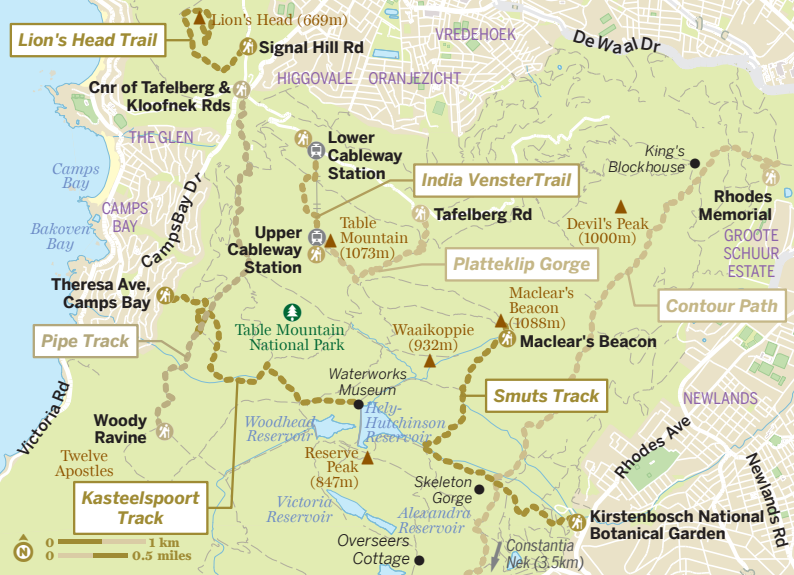 Lion's Head (669m)
Lion's Head Trail
Signal Hill Rd
VREDEHOEK
De Waal Dr
HIGGOVALE
ORANJEZICHT
Cnr of Tafelberg &
Kloofnek Rds
THE GLEN
Lower
Cableway
Station
King's
Blockhouse
Camps
Bay
India VensterTrail
Rhodes
Memorial
CAMPS
BAY
CampsBay Dr
Tafelberg Rd
Devil's Peak
(1000m)
Bakoven
Bay
Upper
Cableway
Station
Table
Mountain
(1073m)
GROOTE
SCHUUR
ESTATE
Platteklip Gorge
Theresa Ave,
Camps Bay
Contour Path
Maclear's
Beacon
(1088m)
Table Mountain
National Park
Waaikoppie
(932m)
Maclear's Beacon
Pipe Track
Waterworks
Museum
Smuts Track
NEWLANDS
Victoria Rd
Woody
Ravine
Woodhead
Reservoir
Hely-
Hutchinson
Reservoir
Rhodes Ave
Twelve
Apostles
Reserve
Peak
(847m)
Newlands Rd
Kasteelspoort
Track
Skeleton
Gorge
Victoria
Reservoir
Alexandra
Reservoir
Kirstenbosch National
Botanical Garden
N
0 1 km
0 0.5 miles
Overseers
Cottage
Constantia
Nek (3.5km)